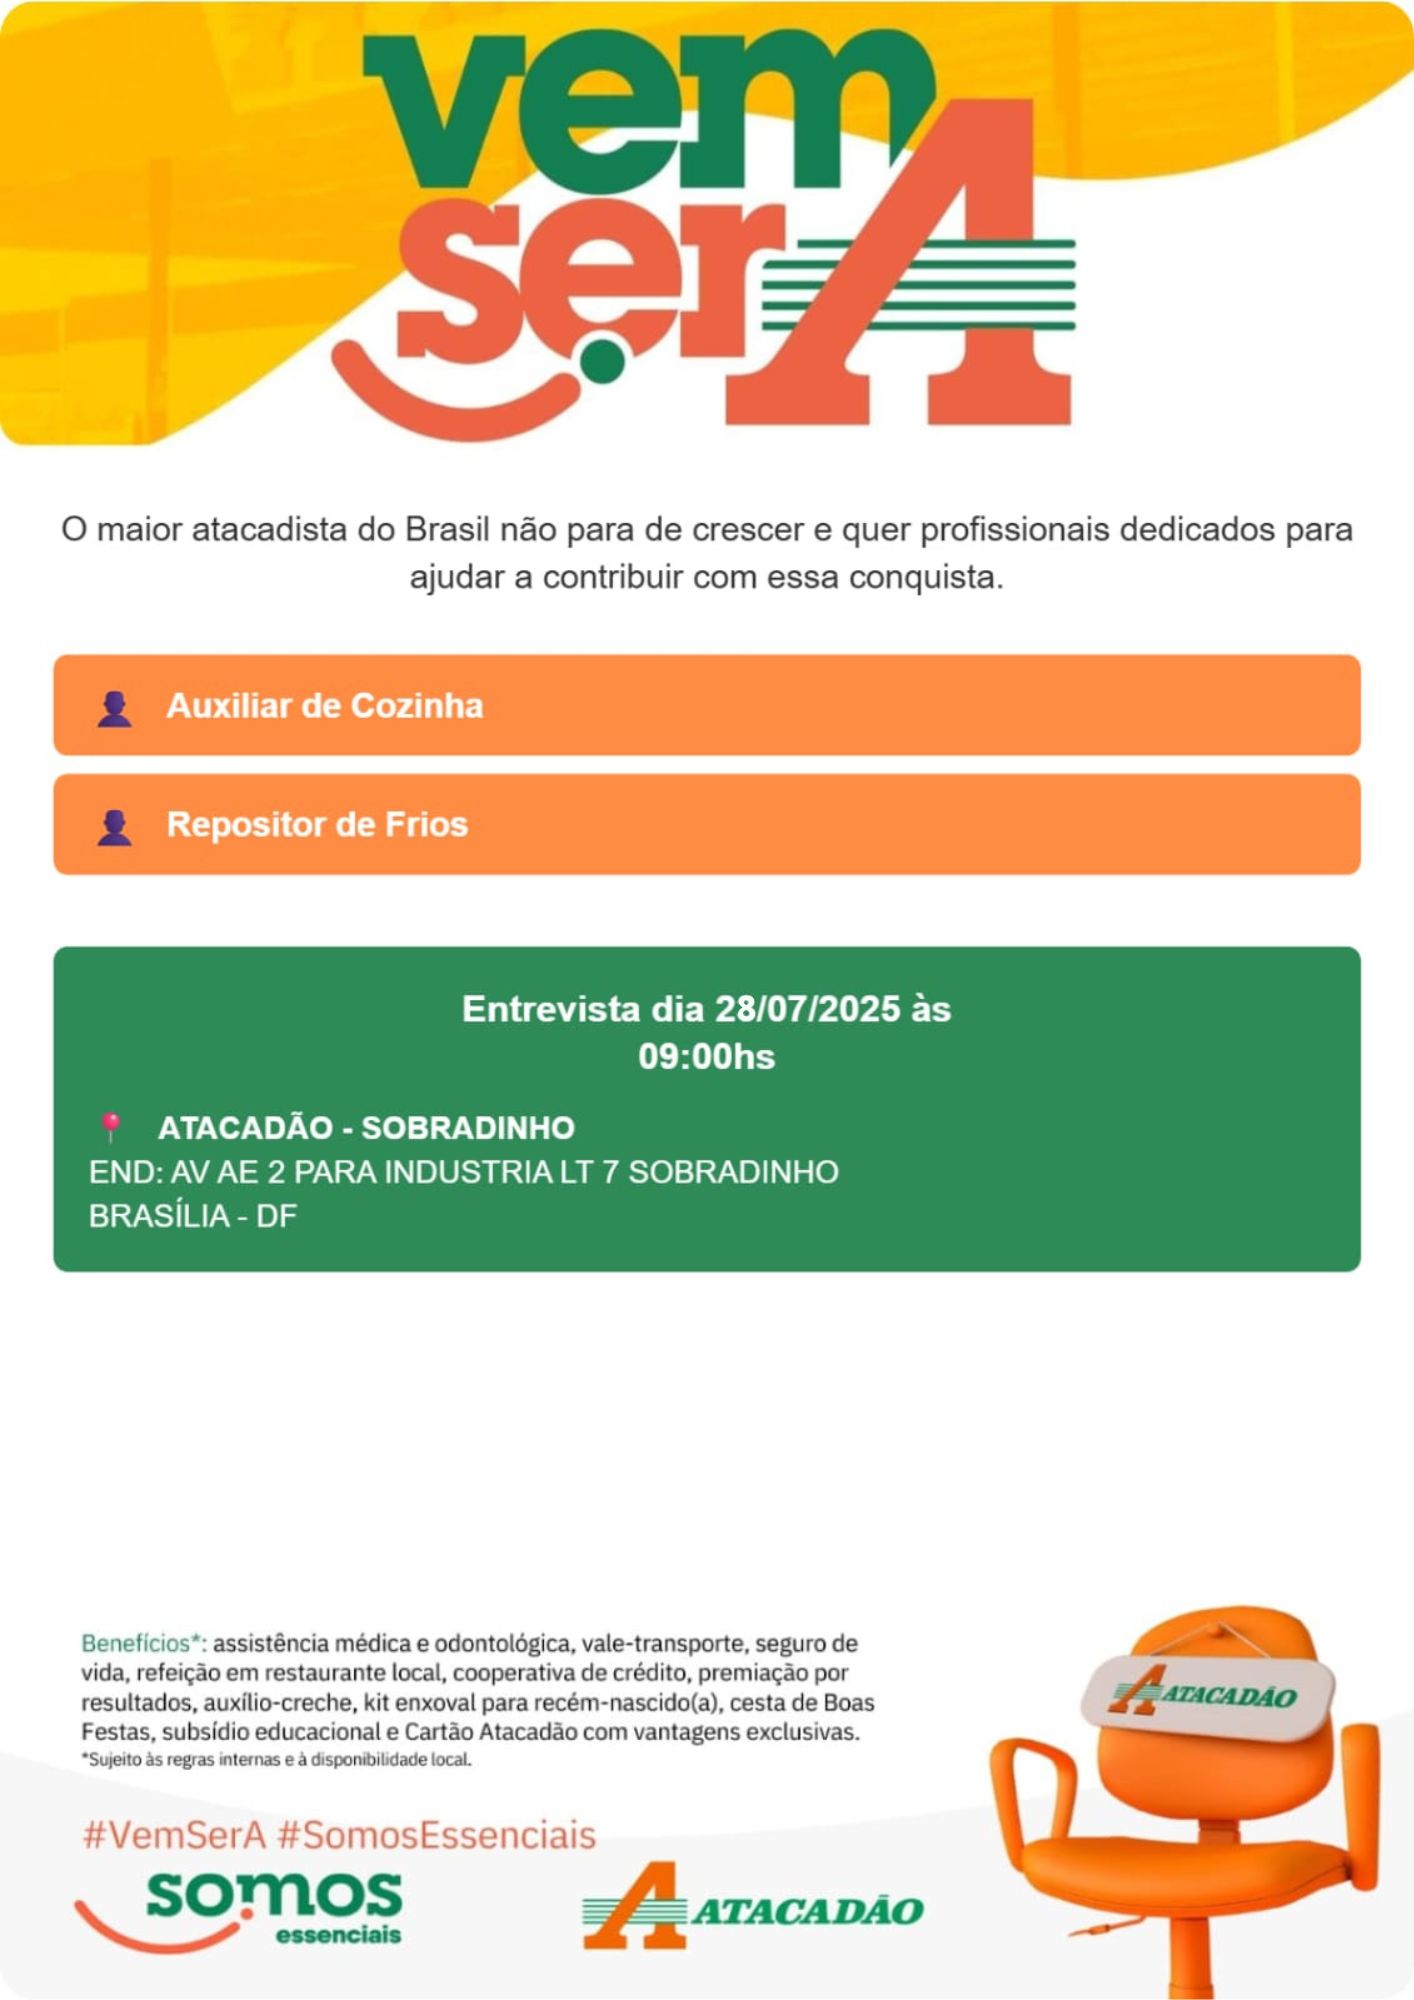 vem
serA
O maior atacadista do Brasil não para de crescer e quer profissionais dedicados para
ajudar a contribuir com essa conquista.
Auxiliar de Cozinha
Repositor de Frios
Entrevista dia 28/07/2025 às
09:00hs
ATACADÃO - SOBRADINHO
END: AV AE 2 PARA INDUSTRIA LT 7 SOBRADINHO
BRASÍLIA - DF
Benefícios*: assistência médica e odontológica, vale-transporte, seguro de
vida, refeição em restaurante local, cooperativa de crédito, premiação por
resultados, auxílio-creche, kit enxoval para recém-nascido(a), cesta de Boas
Festas, subsídio educacional e Cartão Atacadão com vantagens exclusivas.
*Sujeito às regras internas e à disponibilidade local.
A ATACADÃO
#VemSerA #SomosEssenciais
somos
essenciais
A ATACADÃO